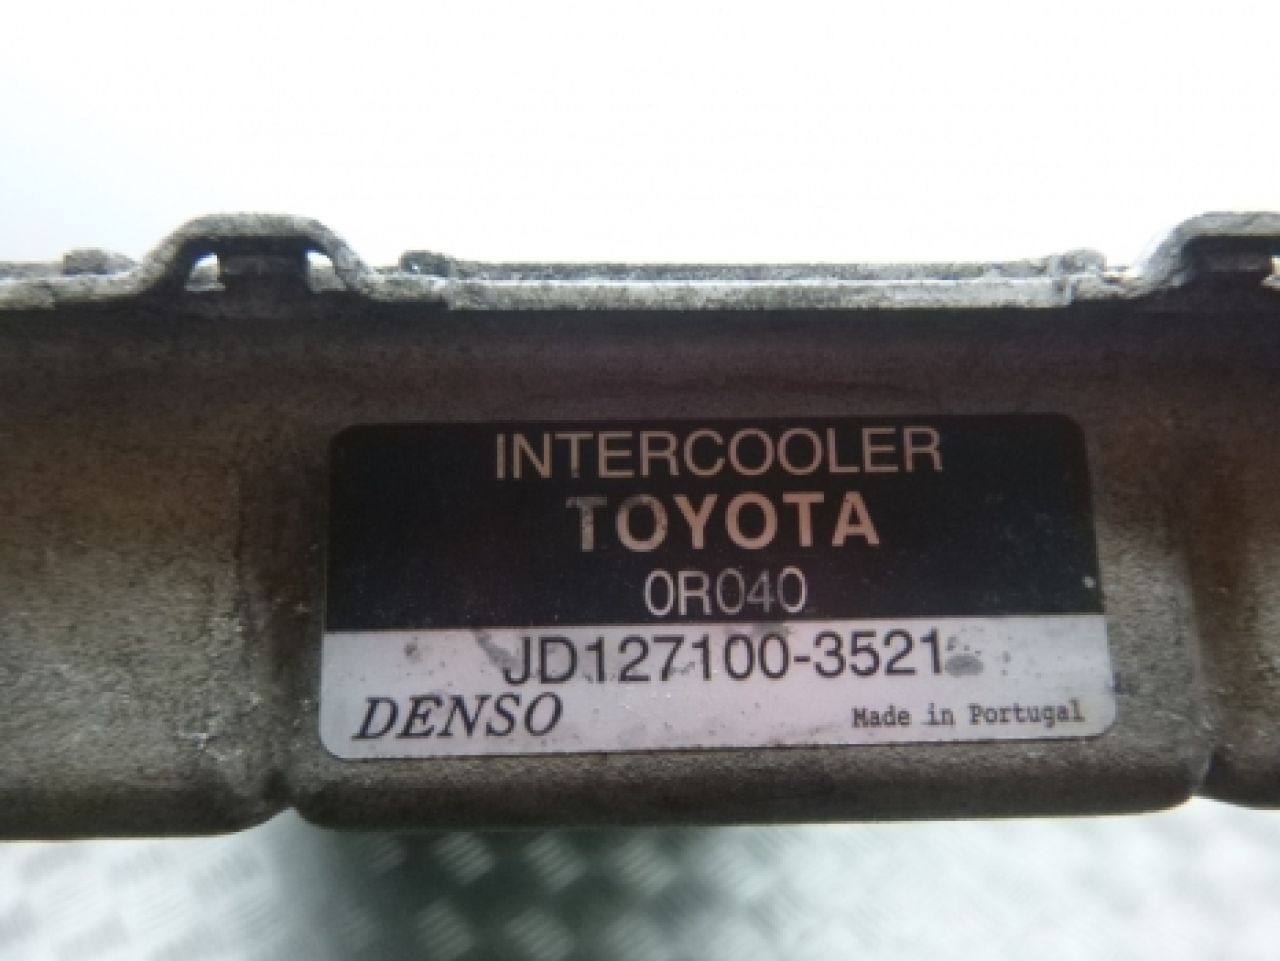 INTERCOOLER
TOYOTA
0R040
JD127100-3521
DENSO Made in Portugal